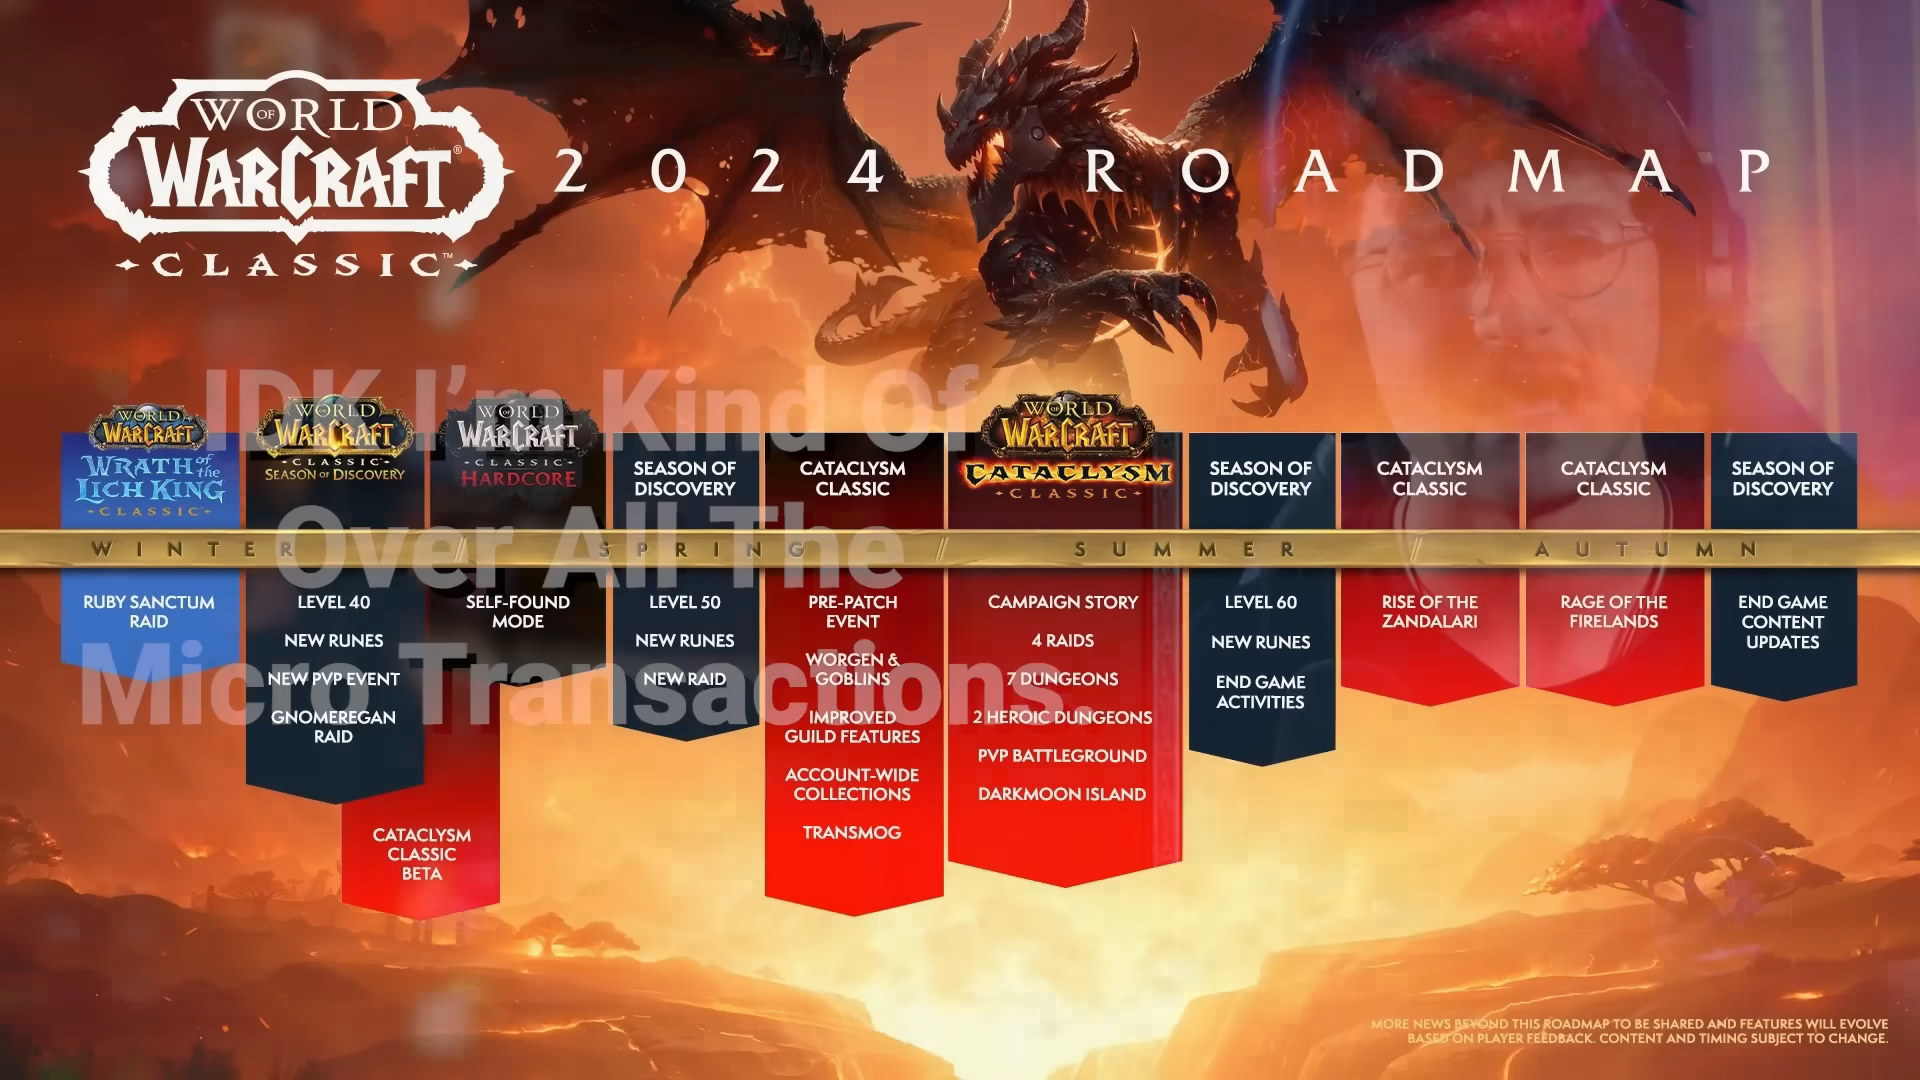 WORLD OF WARCRAFT®
CLASSIC™
2024 ROADMAP
IDK I'm Kind Of
Over All The
Micro Transactions.
WORLD OF WARCRAFT
WRATH of the
LICH KING
CLASSIC
WORLD OF WARCRAFT
CLASSIC
SEASON OF DISCOVERY
WORLD OF WARCRAFT
CLASSIC
HARDCORE
SEASON OF
DISCOVERY
CATACLYSM
CLASSIC
WORLD OF WARCRAFT
CATACLYSM
CLASSIC
SEASON OF
DISCOVERY
CATACLYSM
CLASSIC
CATACLYSM
CLASSIC
SEASON OF
DISCOVERY
WINTER // SPRING // SUMMER // AUTUMN
RUBY SANCTUM
RAID
LEVEL 40
NEW RUNES
NEW PVP EVENT
GNOMEREGAN
RAID
CATACLYSM
CLASSIC
BETA
SELF-FOUND
MODE
LEVEL 50
NEW RUNES
NEW RAID
PRE-PATCH
EVENT
WORGEN &
GOBLINS
IMPROVED
GUILD FEATURES
ACCOUNT-WIDE
COLLECTIONS
TRANSMOG
CAMPAIGN STORY
4 RAIDS
7 DUNGEONS
2 HEROIC DUNGEONS
PVP BATTLEGROUND
DARKMOON ISLAND
LEVEL 60
NEW RUNES
END GAME
ACTIVITIES
RISE OF THE
ZANDALARI
RAGE OF THE
FIRELANDS
END GAME
CONTENT
UPDATES
MORE NEWS BEYOND THIS ROADMAP TO BE SHARED AND FEATURES WILL EVOLVE
BASED ON PLAYER FEEDBACK. CONTENT AND TIMING SUBJECT TO CHANGE.